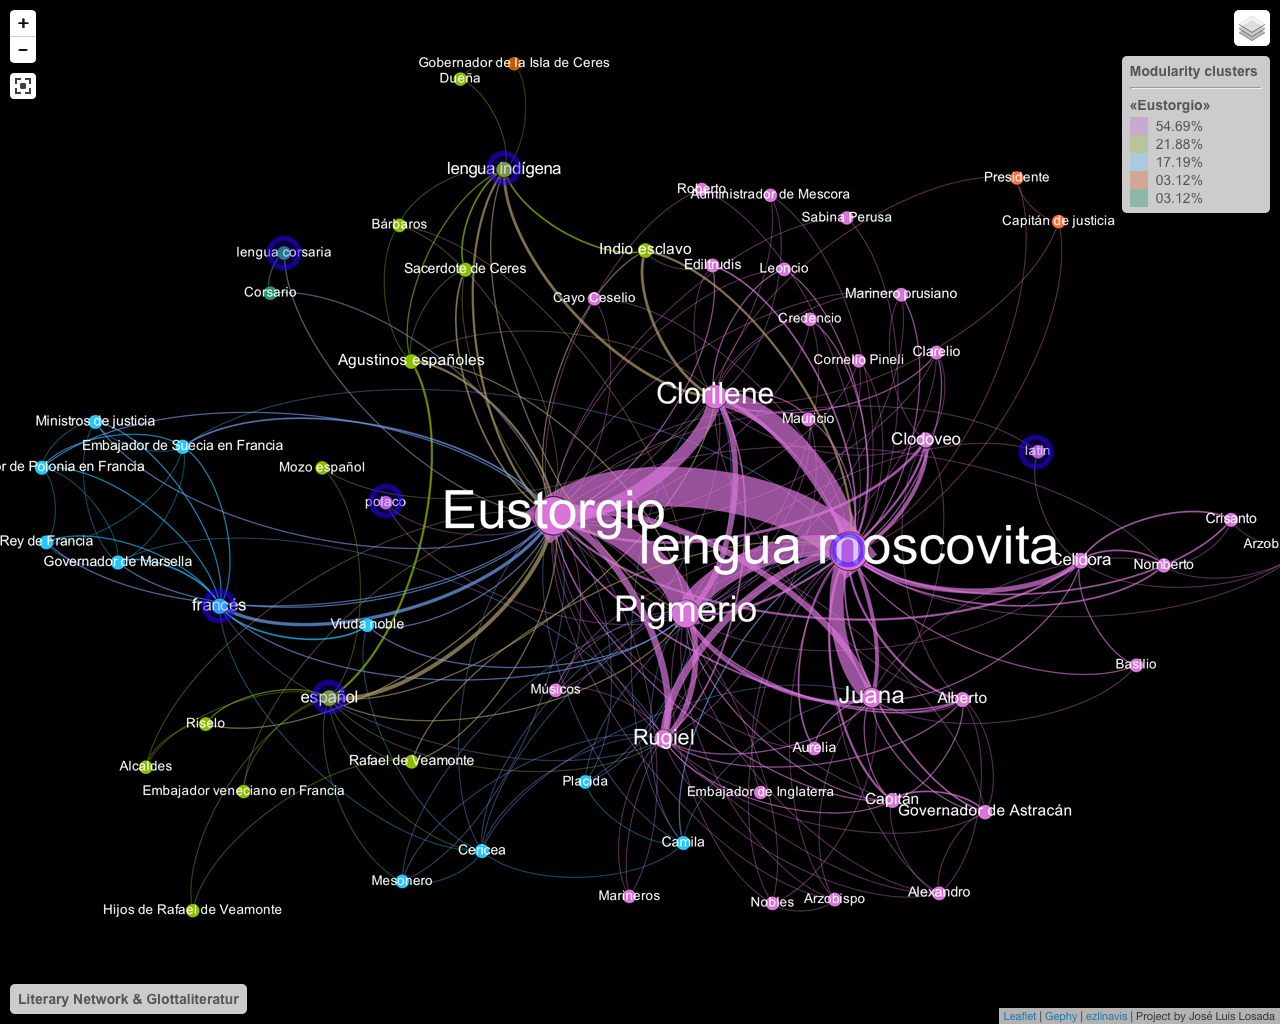 +
−
Modularity clusters
«Eustorgio»
54.69%
21.88%
17.19%
03.12%
03.12%
Gobernador de la Isla de Ceres
Dueña
lengua indígena
Presidente
Roberto
Administrador de Mescora
Sabina Perusa
Capitán de justicia
Bárbaros
lengua corsaria
Indio esclavo
Sacerdote de Ceres
Ediltrudis
Leoncio
Corsario
Cayo Ceselio
Marinero prusiano
Credencio
Agustinos españoles
Cornelio Pineli
Clarelio
Clorilene
Mauricio
Ministros de justicia
Embajador de Suecia en Francia
Clodoveo
latín
or de Polonia en Francia
Mozo español
polaco
Eustorgio
lengua moscovita
Crisanto
Rey de Francia
Arzob
Governador de Marsella
Celidora
Nomberto
francés
Pigmerio
Viuda noble
Basilio
español
Músicos
Juana
Alberto
Riselo
Rugiel
Aurelia
Alcaldes
Rafael de Veamonte
Placida
Embajador veneciano en Francia
Embajador de Inglaterra
Capitán
Governador de Astracán
Camila
Cericea
Mesonero
Marineros
Nobles
Arzobispo
Alexandro
Hijos de Rafael de Veamonte
Literary Network & Glottaliteratur
Leaflet | Gephy | ezlinavis | Project by José Luis Losada